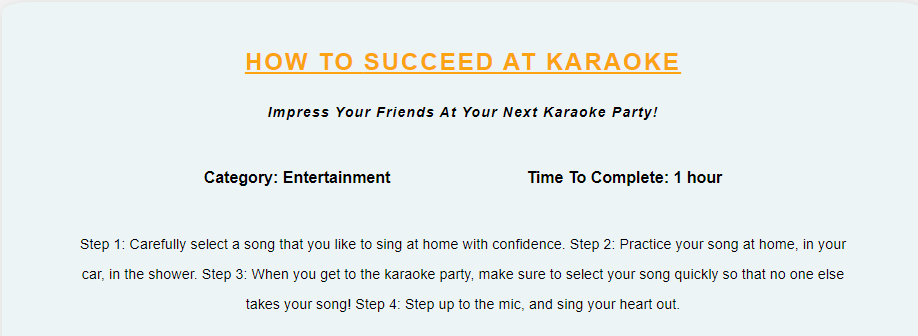 HOW TO SUCCEED AT KARAOKE
Impress Your Friends At Your Next Karaoke Party!
Category: Entertainment
Time To Complete: 1 hour
Step 1: Carefully select a song that you like to sing at home with confidence. Step 2: Practice your song at home, in your
car, in the shower. Step 3: When you get to the karaoke party, make sure to select your song quickly so that no one else
takes your song! Step 4: Step up to the mic, and sing your heart out.